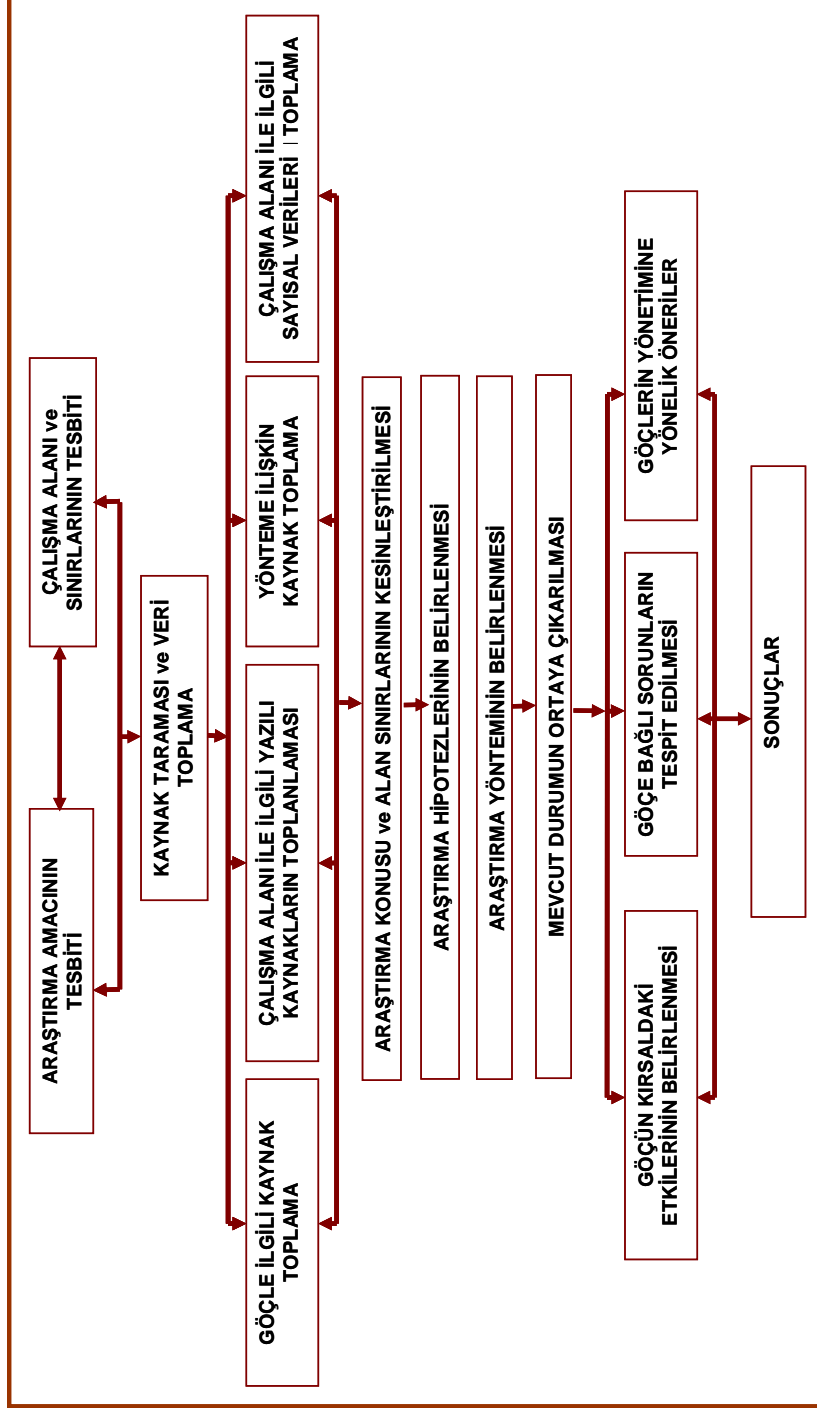 ARAŞTIRMA AMACININ
TESBİTİ
ÇALIŞMA ALANI ve
SINIRLARININ TESBİTİ
KAYNAK TARAMASI ve VERİ
TOPLAMA
GÖÇLE İLGİLİ KAYNAK
TOPLAMA
ÇALIŞMA ALANI İLE İLGİLİ YAZILI
KAYNAKLARIN TOPLANLAMASI
YÖNTEME İLİŞKİN
KAYNAK TOPLAMA
ÇALIŞMA ALANI İLE İLGİLİ
SAYISAL VERİLERİ | TOPLAMA
ARAŞTIRMA KONUSU ve ALAN SINIRLARININ KESİNLEŞTİRİLMESİ
ARAŞTIRMA HİPOTEZLERİNİN BELİRLENMESİ
ARAŞTIRMA YÖNTEMİNİN BELİRLENMESİ
MEVCUT DURUMUN ORTAYA ÇIKARILMASI
GÖÇÜN KIRSALDAKİ
ETKİLERİNİN BELİRLENMESİ
GÖÇE BAĞLI SORUNLARIN
TESPİT EDİLMESİ
GÖÇLERİN YÖNETİMİNE
YÖNELİK ÖNERİLER
SONUÇLAR